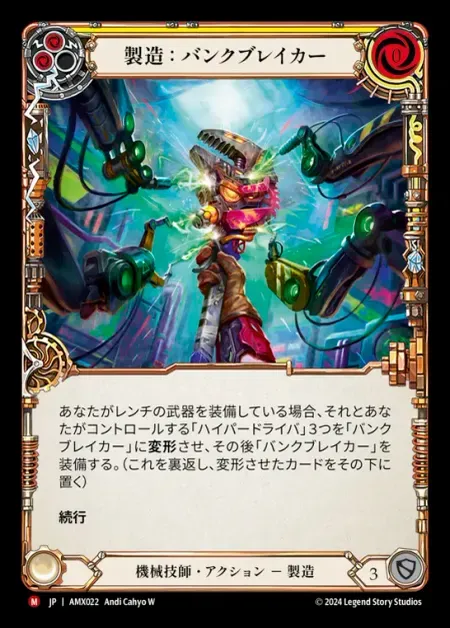 製造：バンクブレイカー
0
あなたがレンチの武器を装備している場合、それとあな
たがコントロールする「ハイパードライバ」3つを「バンク
ブレイカー」に変形させ、その後「バンクブレイカー」を
装備する。（これを裏返し、変形させたカードをその下に
置く）
続行
機械技師・アクション － 製造
3
M JP | AMX022 Andi Cahyo W
© 2024 Legend Story Studios